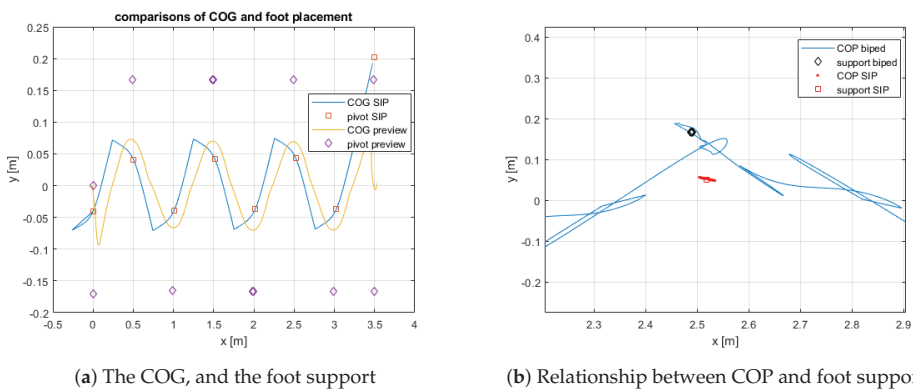 comparisons of COG and foot placement
0.25
0.2
0.15
0.1
0.05
0
-0.05
-0.1
-0.15
-0.2
y [m]
COG SIP
pivot SIP
COG preview
pivot preview
-0.5 0 0.5 1 1.5 2 2.5 3 3.5 4
x [m]
(a) The COG, and the foot support
0.4
0.3
0.2
0.1
0
-0.1
-0.2
y [m]
COP biped
support biped
COP SIP
support SIP
2.3 2.4 2.5 2.6 2.7 2.8 2.9
x [m]
(b) Relationship between COP and foot suppo